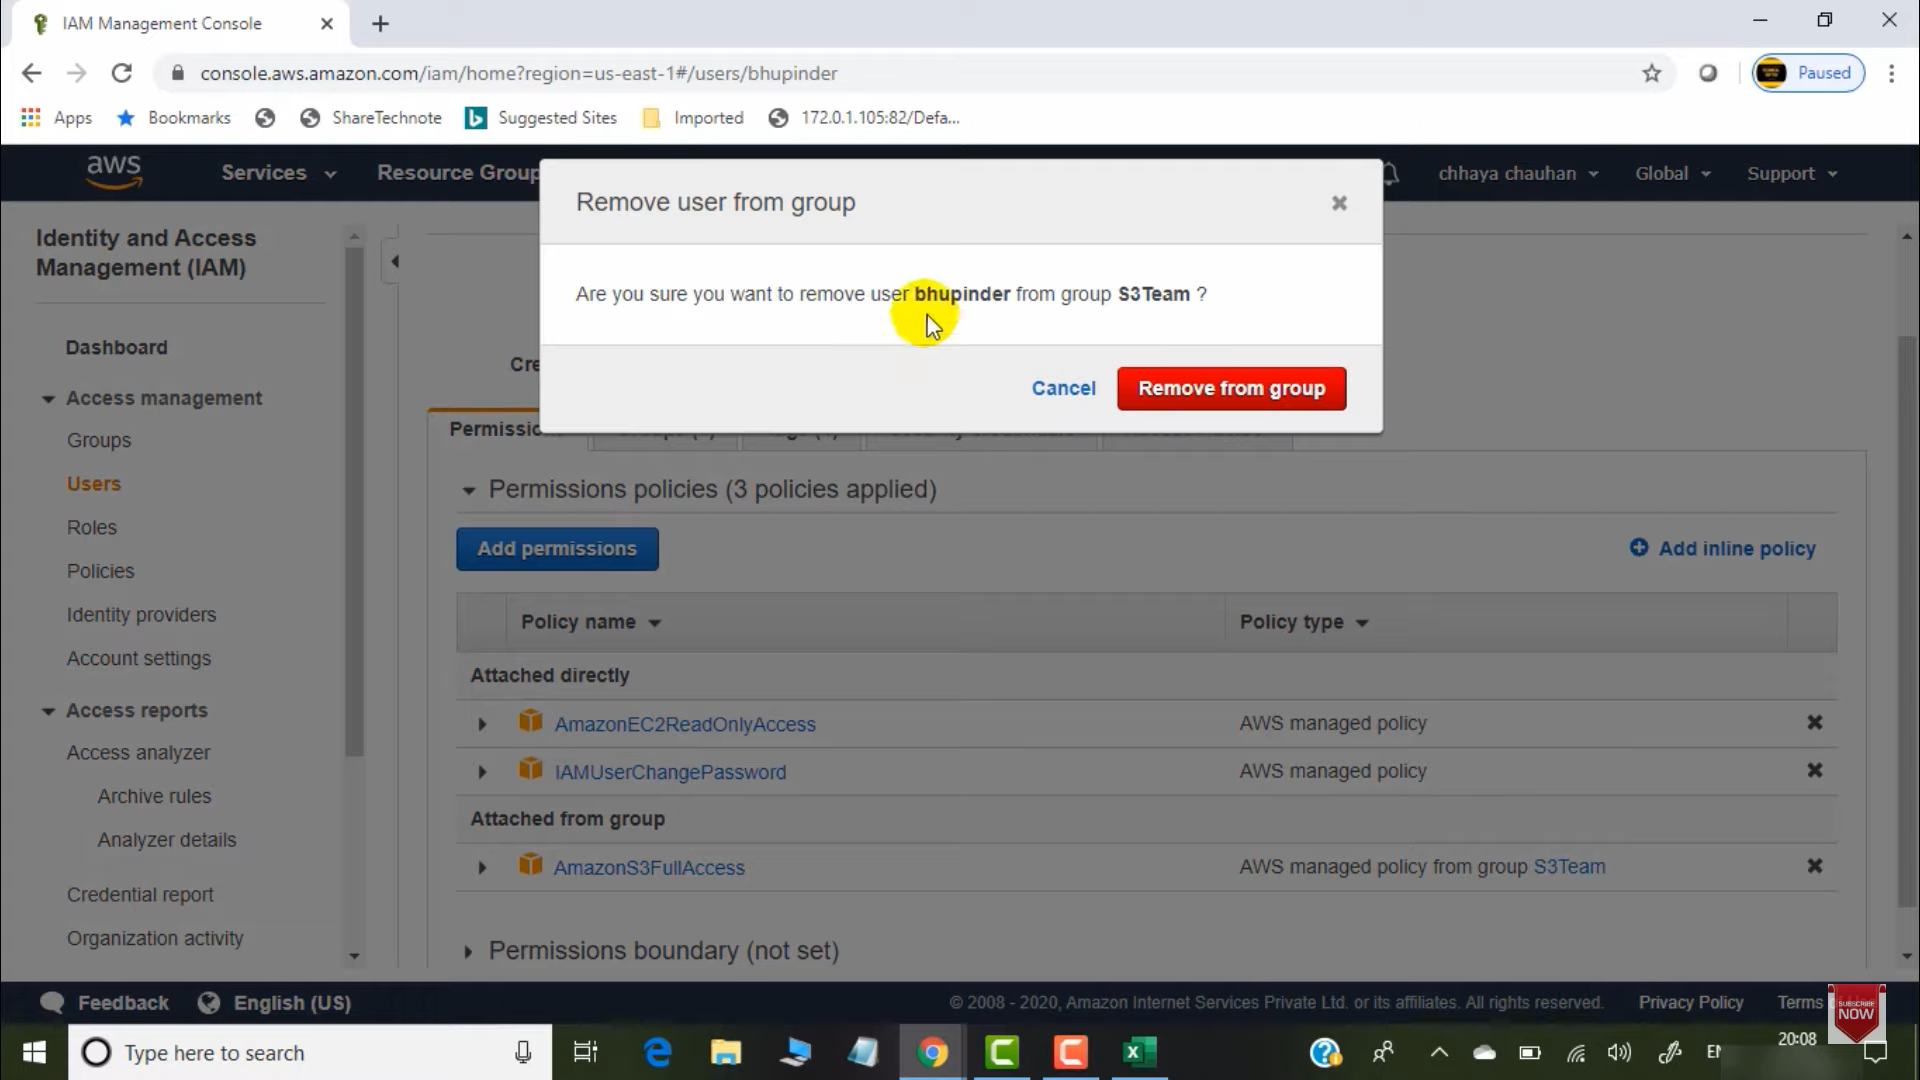 IAM Management Console
console.aws.amazon.com/iam/home?region=us-east-1#/users/bhupinder
Paused
Apps
Bookmarks
ShareTechnote
Suggested Sites
Imported
172.0.1.105:82/Defa...
aws
Services
Resource Group
chhaya chauhan
Global
Support
Remove user from group
Are you sure you want to remove user bhupinder from group S3Team ?
Cancel
Remove from group
Identity and Access
Management (IAM)
Dashboard
Access management
Groups
Users
Roles
Policies
Identity providers
Account settings
Access reports
Access analyzer
Archive rules
Analyzer details
Credential report
Organization activity
Permissions policies (3 policies applied)
Add permissions
Add inline policy
Policy name
Policy type
Attached directly
AmazonEC2ReadOnlyAccess
AWS managed policy
IAMUserChangePassword
AWS managed policy
Attached from group
AmazonS3FullAccess
AWS managed policy from group S3Team
Permissions boundary (not set)
Feedback
English (US)
© 2008 - 2020, Amazon Internet Services Private Ltd. or its affiliates. All rights reserved.
Privacy Policy
Terms
SUBSCRIBE
NOW
Type here to search
20:08